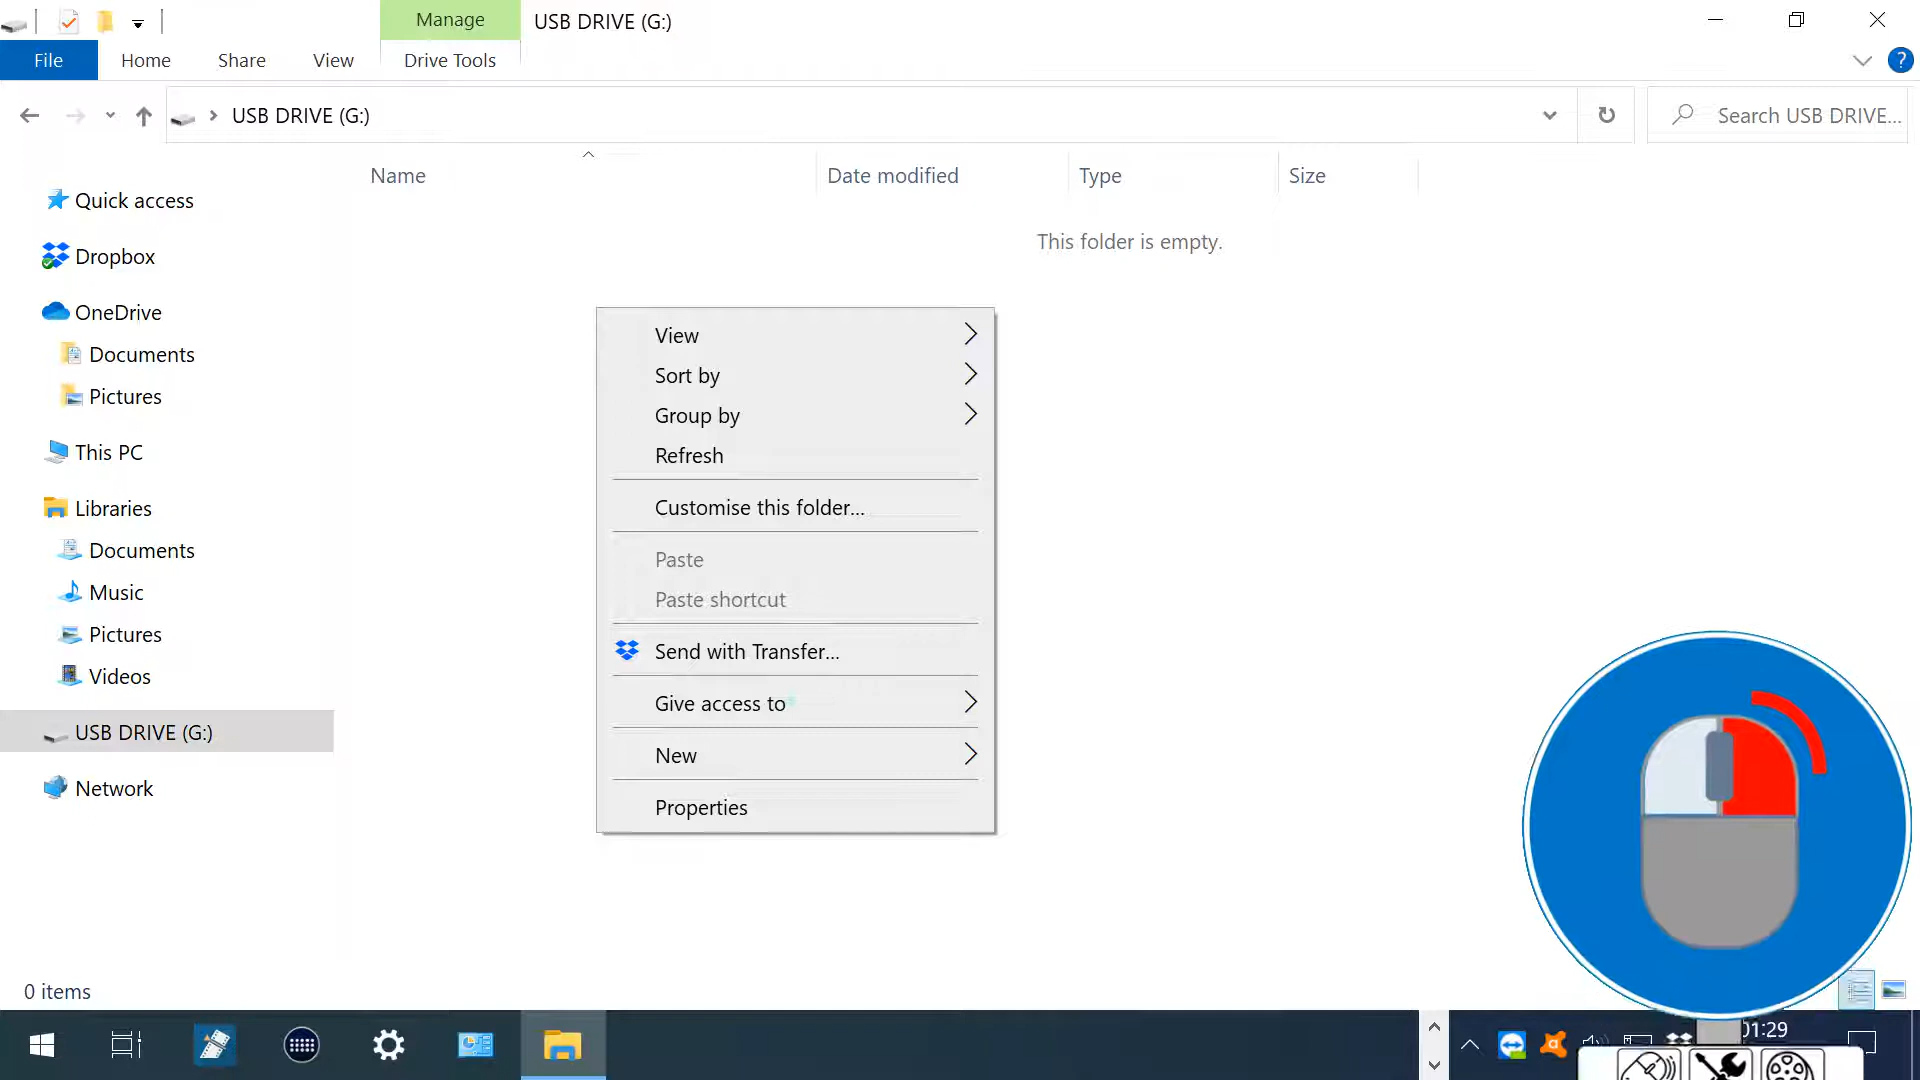 Manage
USB DRIVE (G:)
File
Home
Share
View
Drive Tools
?
USB DRIVE (G:)
Search USB DRIVE...
Name
Date modified
Type
Size
This folder is empty.
Quick access
Dropbox
OneDrive
Documents
Pictures
This PC
Libraries
Documents
Music
Pictures
Videos
USB DRIVE (G:)
Network
View
Sort by
Group by
Refresh
Customise this folder...
Paste
Paste shortcut
Send with Transfer...
Give access to
New
Properties
0 items
01:29